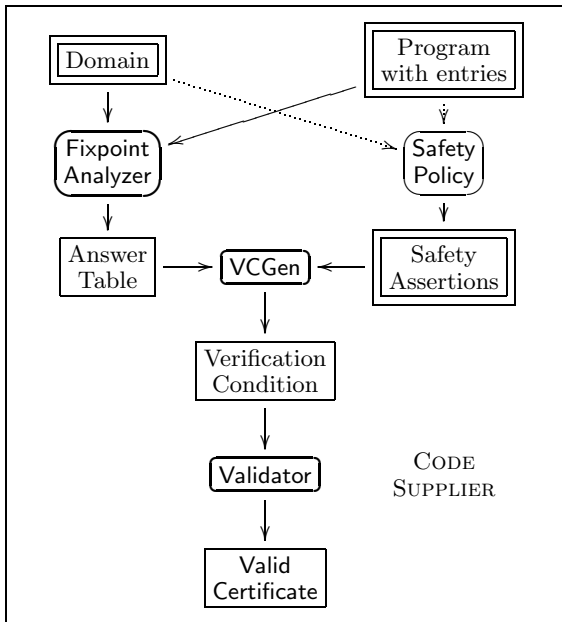 Domain
Program
with entries
Fixpoint
Analyzer
Safety
Policy
Answer
Table
VCGen
Safety
Assertions
Verification
Condition
Validator
CODE
SUPPLIER
Valid
Certificate